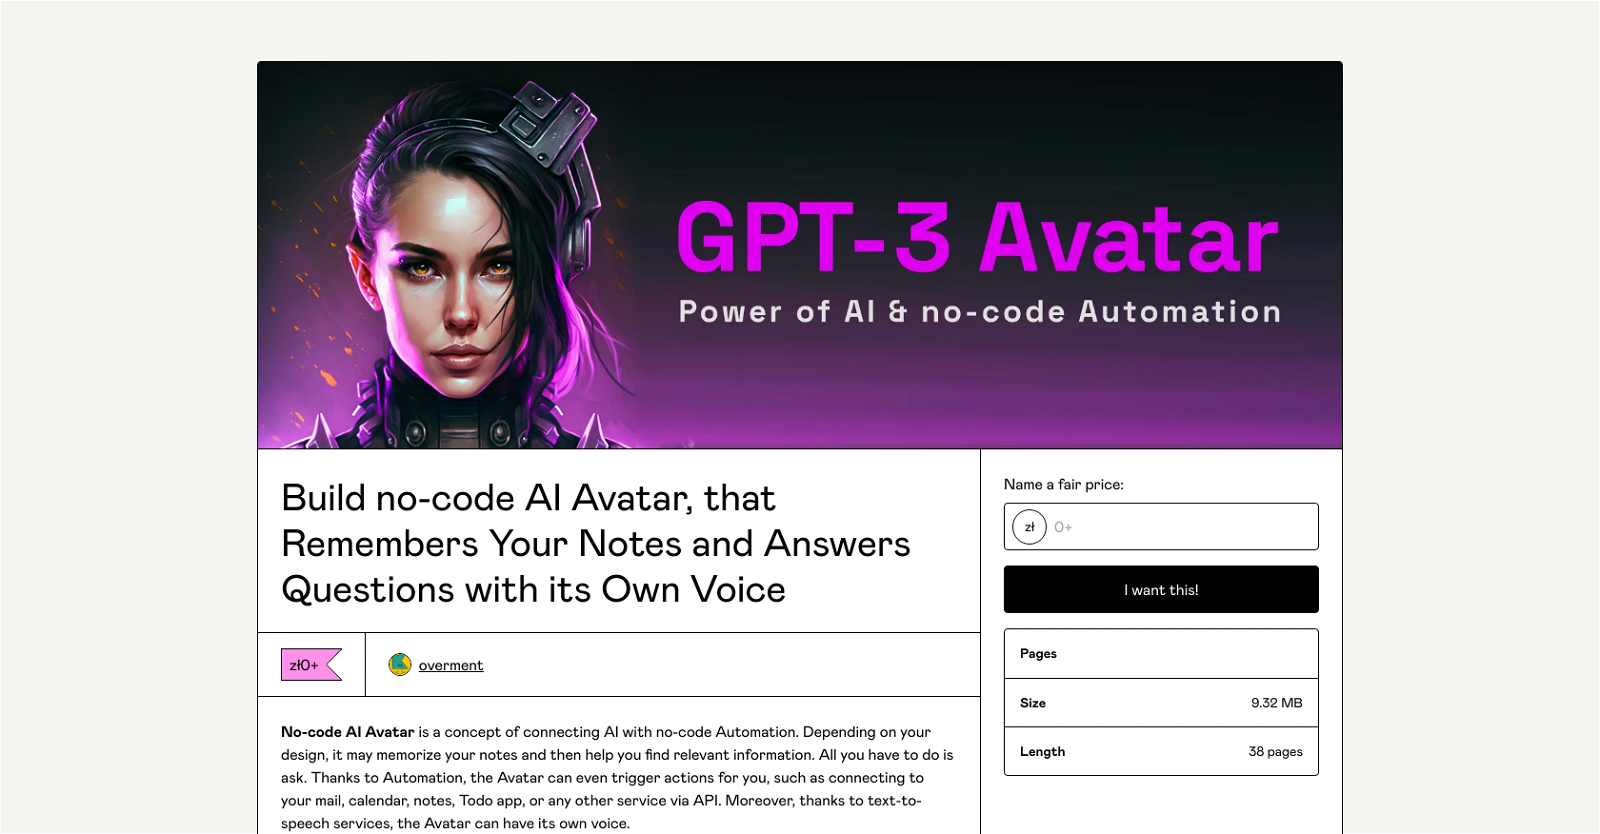 GPT-3 Avatar
Power of AI & no-code Automation
Build no-code AI Avatar, that
Remembers Your Notes and Answers
Questions with its Own Voice
zł0+
overment
No-code AI Avatar is a concept of connecting AI with no-code Automation. Depending on your
design, it may memorize your notes and then help you find relevant information. All you have to do is
ask. Thanks to Automation, the Avatar can even trigger actions for you, such as connecting to
your mail, calendar, notes, Todo app, or any other service via API. Moreover, thanks to text-to-
speech services, the Avatar can have its own voice.
Name a fair price:
zł 0+
I want this!
Pages
Size 9.32 MB
Length 38 pages